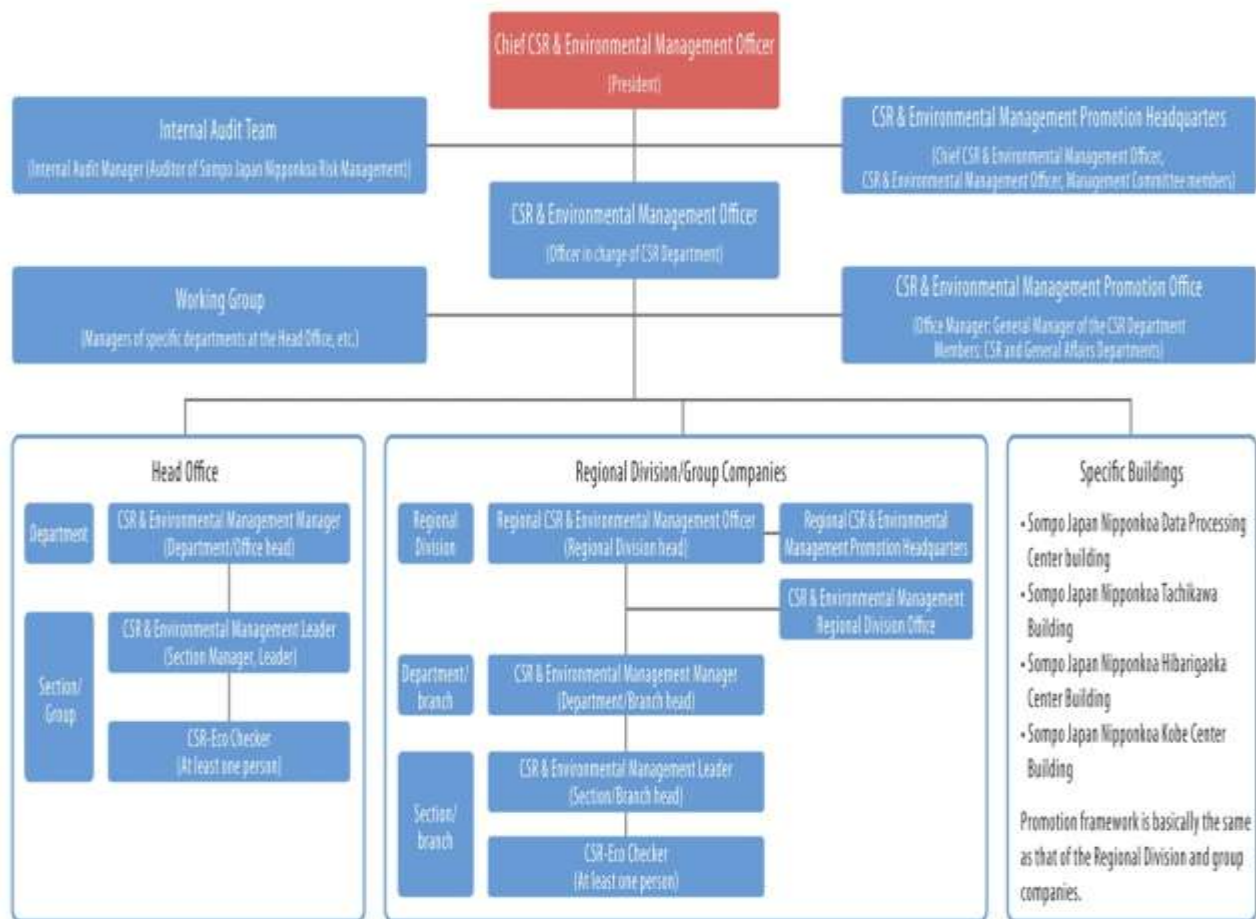 Chief CSR & Environmental Management Officer
(President)
Internal Audit Team
(Internal Audit Manager (Auditor of Sompo Japan Nipponkoa Risk Management))
CSR & Environmental Management Promotion Headquarters
(Chief CSR & Environmental Management Officer,
CSR & Environmental Management Officer, Management Committee members)
CSR & Environmental Management Officer
(Officer in charge of CSR Department)
Working Group
(Managers of specific departments at the Head Office, etc.)
CSR & Environmental Management Promotion Office
(Office Manager: General Manager of the CSR Department
Members: CSR and General Affairs Departments)
Head Office
Department
CSR & Environmental Management Manager
(Department/Office head)
Section/
Group
CSR & Environmental Management Leader
(Section Manager, Leader)
CSR-Eco Checker
(At least one person)
Regional Division/Group Companies
Regional
Division
Regional CSR & Environmental Management Officer
(Regional Division head)
Regional CSR & Environmental
Management Promotion Headquarters
CSR & Environmental Management
Regional Division Office
Department/
branch
CSR & Environmental Management Manager
(Department/Branch head)
Section/
branch
CSR & Environmental Management Leader
(Section/Branch head)
CSR-Eco Checker
(At least one person)
Specific Buildings
• Sompo Japan Nipponkoa Data Processing
Center building
• Sompo Japan Nipponkoa Tachikawa
Building
• Sompo Japan Nipponkoa Hibarigaoka
Center Building
• Sompo Japan Nipponkoa Kobe Center
Building
Promotion framework is basically the same
as that of the Regional Division and group
companies.